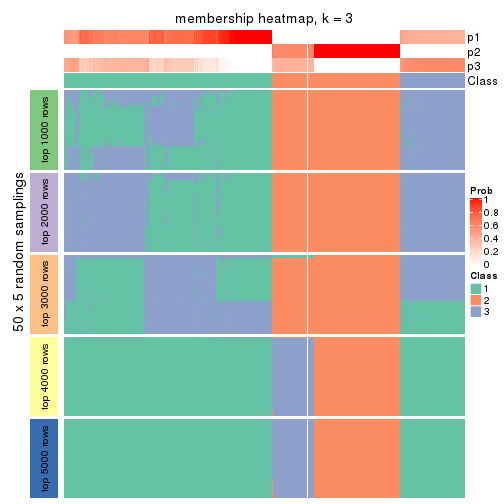 membership heatmap, k = 3
p1
p2
p3
Class
50 x 5 random samplings
top 1000 rows
top 2000 rows
top 3000 rows
top 4000 rows
top 5000 rows
Prob
1
0.8
0.6
0.4
0.2
0
Class
1
2
3